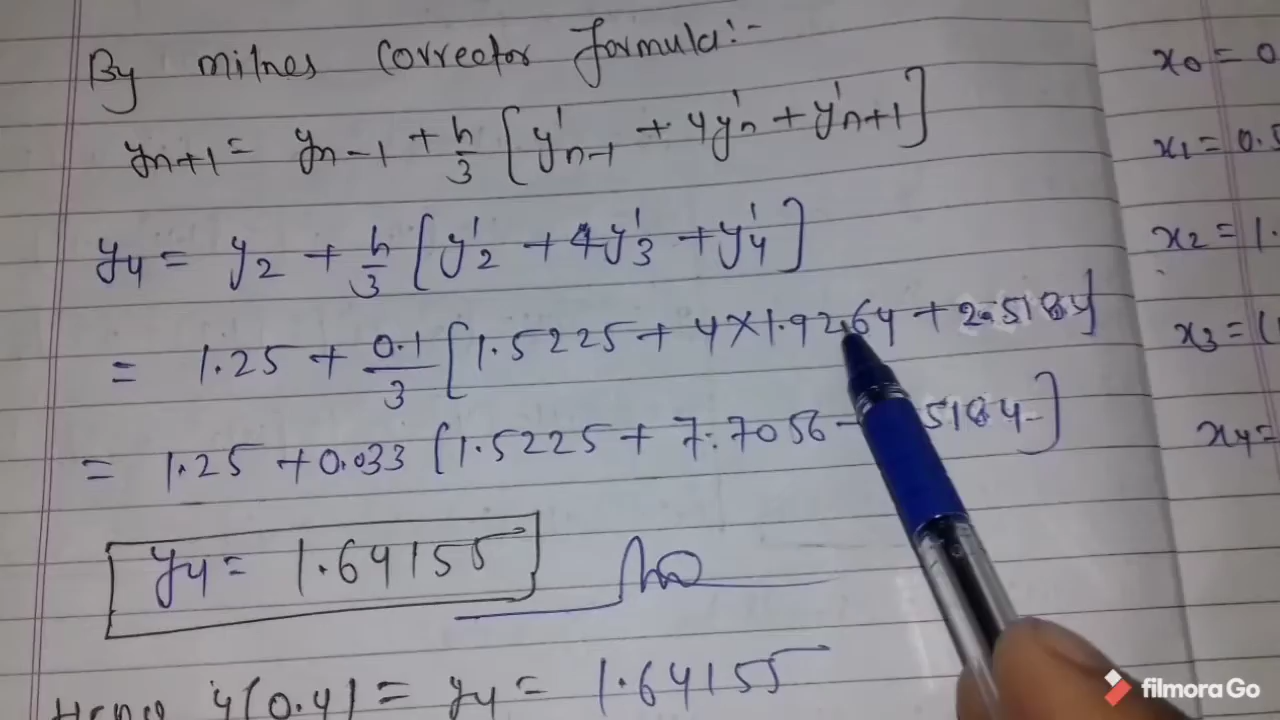 By milnes Corrector formula:-
yn+1 = yn-1 + h/3 [y'n-1 + 4y'n + y'n+1]
y4 = y2 + h/3 [y'2 + 4y'3 + y'4]
= 1.25 + 0.1/3 [1.5225 + 4×1.9264 + 2.5184]
= 1.25 + 0.033 (1.5225 + 7.7056 - 5184]
y4 = 1.64155
Hence y(0.4) = y4 = 1.64155
x0 = 0
x1 = 0.
x2 = 1.
x3 = (
x4 =
filmora Go